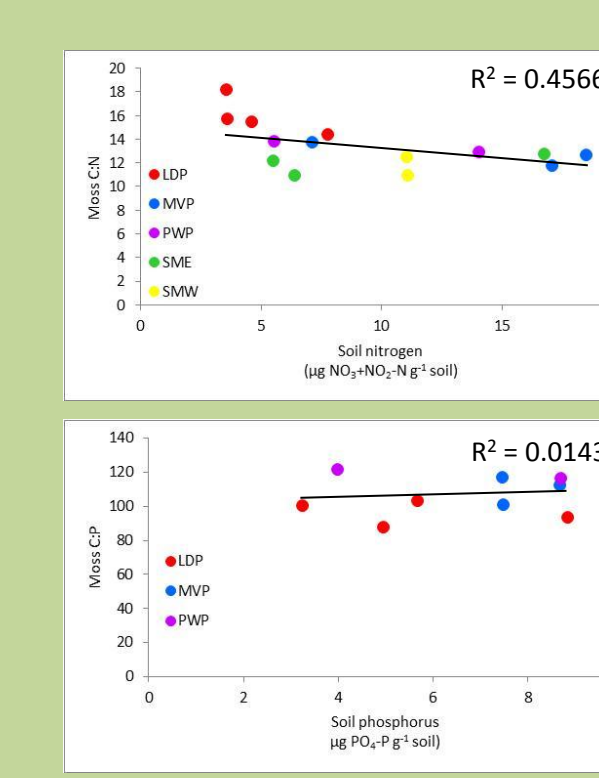 R² = 0.4566
20
18
16
14
12
10
8
6
4
2
0
Moss C:N
LDP
MVP
PWP
SME
SMW
0 5 10 15
Soil nitrogen
(µg NO₃+NO₂-N g⁻¹ soil)
R² = 0.0143
140
120
100
80
60
40
20
0
Moss C:P
LDP
MVP
PWP
0 2 4 6 8
Soil phosphorus
µg PO₄-P g⁻¹ soil)